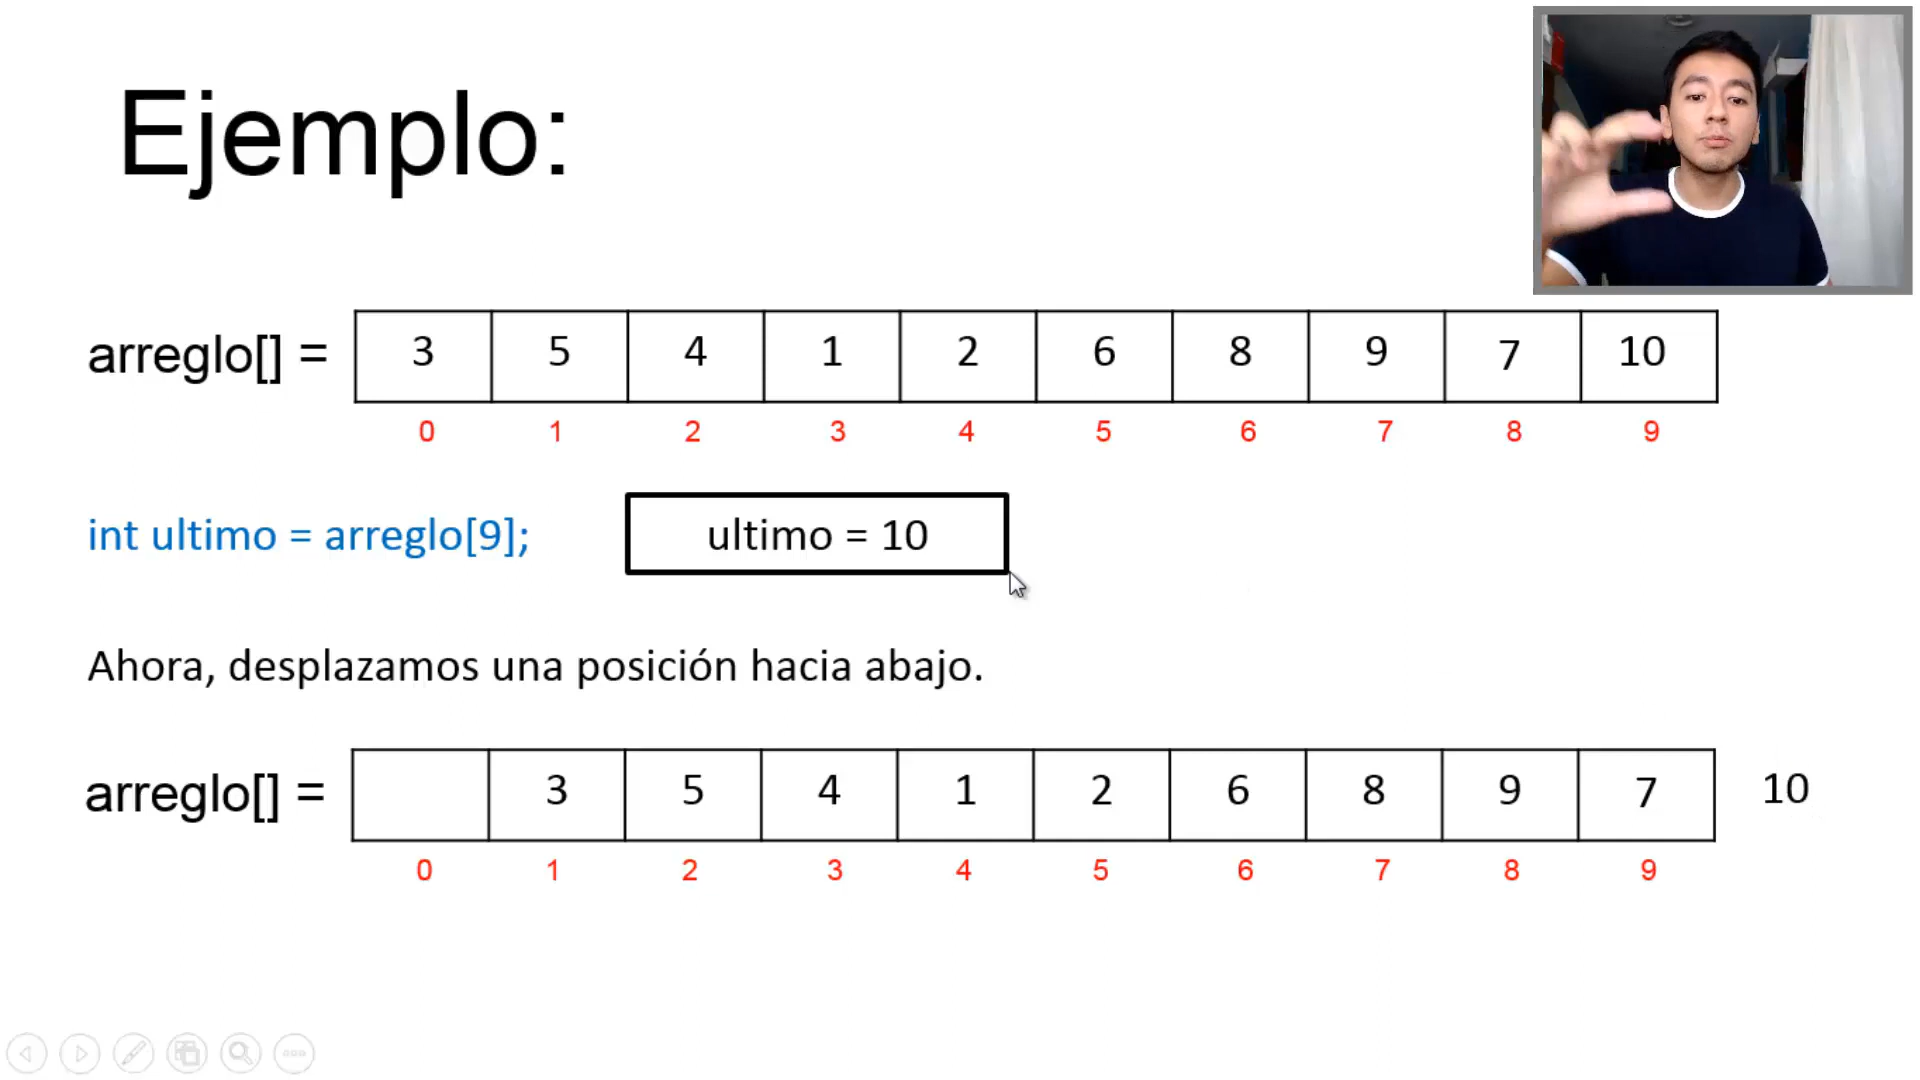 Ejemplo:
arreglo[] = 3 5 4 1 2 6 8 9 7 10
0 1 2 3 4 5 6 7 8 9
int ultimo = arreglo[9]; ultimo = 10
Ahora, desplazamos una posición hacia abajo.
arreglo[] = 3 5 4 1 2 6 8 9 7 10
0 1 2 3 4 5 6 7 8 9